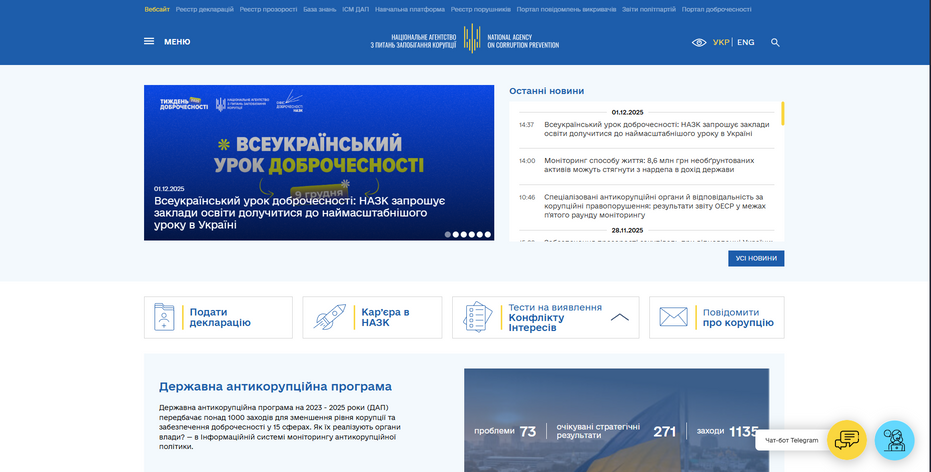 Вебсайт Реєстр декларацій Реєстр прозорості База знань ІСМ ДАП Навчальна платформа Реєстр порушників Портал повідомлень викривачів Звіти політпартій Портал доброчесності
МЕНЮ
НАЦІОНАЛЬНЕ АГЕНТСТВО
З ПИТАНЬ ЗАПОБІГАННЯ КОРУПЦІЇ
NATIONAL AGENCY
ON CORRUPTION PREVENTION
УКР ENG
ТИЖДЕНЬ
ДОБРОЧЕСНОСТІ
ВСЕУКРАЇНСЬКИЙ
УРОК ДОБРОЧЕСНОСТІ
9 грудня
01.12.2025
Всеукраїнський урок доброчесності: НАЗК запрошує
заклади освіти долучитися до наймасштабнішого
уроку в Україні
Останні новини
01.12.2025
14:37 Всеукраїнський урок доброчесності: НАЗК запрошує заклади
освіти долучитися до наймасштабнішого уроку в Україні
14:00 Моніторинг способу життя: 8,6 млн грн необґрунтованих
активів можуть стягнути з нардепа в дохід держави
10:46 Спеціалізовані антикорупційні органи й відповідальність за
корупційні правопорушення: результати звіту ОЕСР у межах
п'ятого раунду моніторингу
28.11.2025
УСІ НОВИНИ
Подати
декларацію
Кар'єра в
НАЗК
Тести на виявлення
Конфлікту
Інтересів
Повідомити
про корупцію
Державна антикорупційна програма
Державна антикорупційна програма на 2023 - 2025 роки (ДАП)
передбачає понад 1000 заходів для зменшення рівня корупції та
забезпечення доброчесності у 15 сферах. Як їх реалізують органи
влади? — в Інформаційній системі моніторингу антикорупційної
політики.
проблеми 73
очікувані стратегічні
результати 271
заходи 1135
Чат-бот Telegram